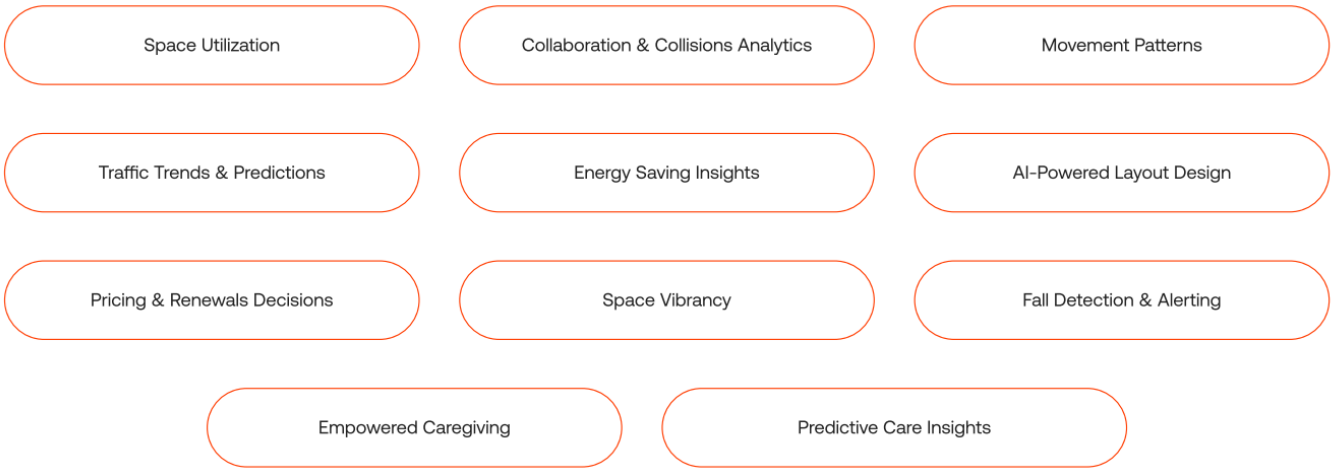 Space Utilization
Collaboration & Collisions Analytics
Movement Patterns
Traffic Trends & Predictions
Energy Saving Insights
AI-Powered Layout Design
Pricing & Renewals Decisions
Space Vibrancy
Fall Detection & Alerting
Empowered Caregiving
Predictive Care Insights